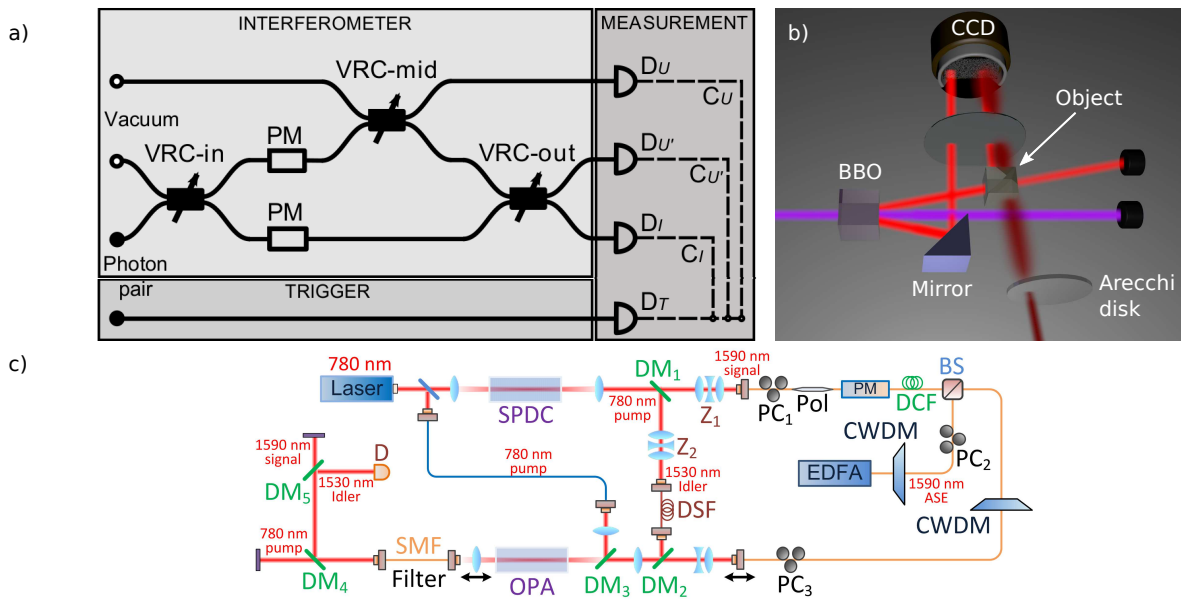 a)
INTERFEROMETER
MEASUREMENT
VRC-mid
DU
CU
Vacuum
VRC-in
PM
VRC-out
DU'
CU'
PM
DI
CI
Photon
pair
TRIGGER
DT
b)
CCD
Object
BBO
Mirror
Arecchi
disk
c)
780 nm
Laser
SPDC
DM1
780 nm
pump
Z1
1590 nm
signal
PC1
Pol
PM
DCF
BS
Z2
CWDM
PC2
EDFA
1590 nm
ASE
CWDM
1590 nm
signal
D
DM5
1530 nm
Idler
780 nm
pump
1530 nm
Idler
DSF
780 nm
pump
DM4
SMF
Filter
OPA
DM3
DM2
PC3